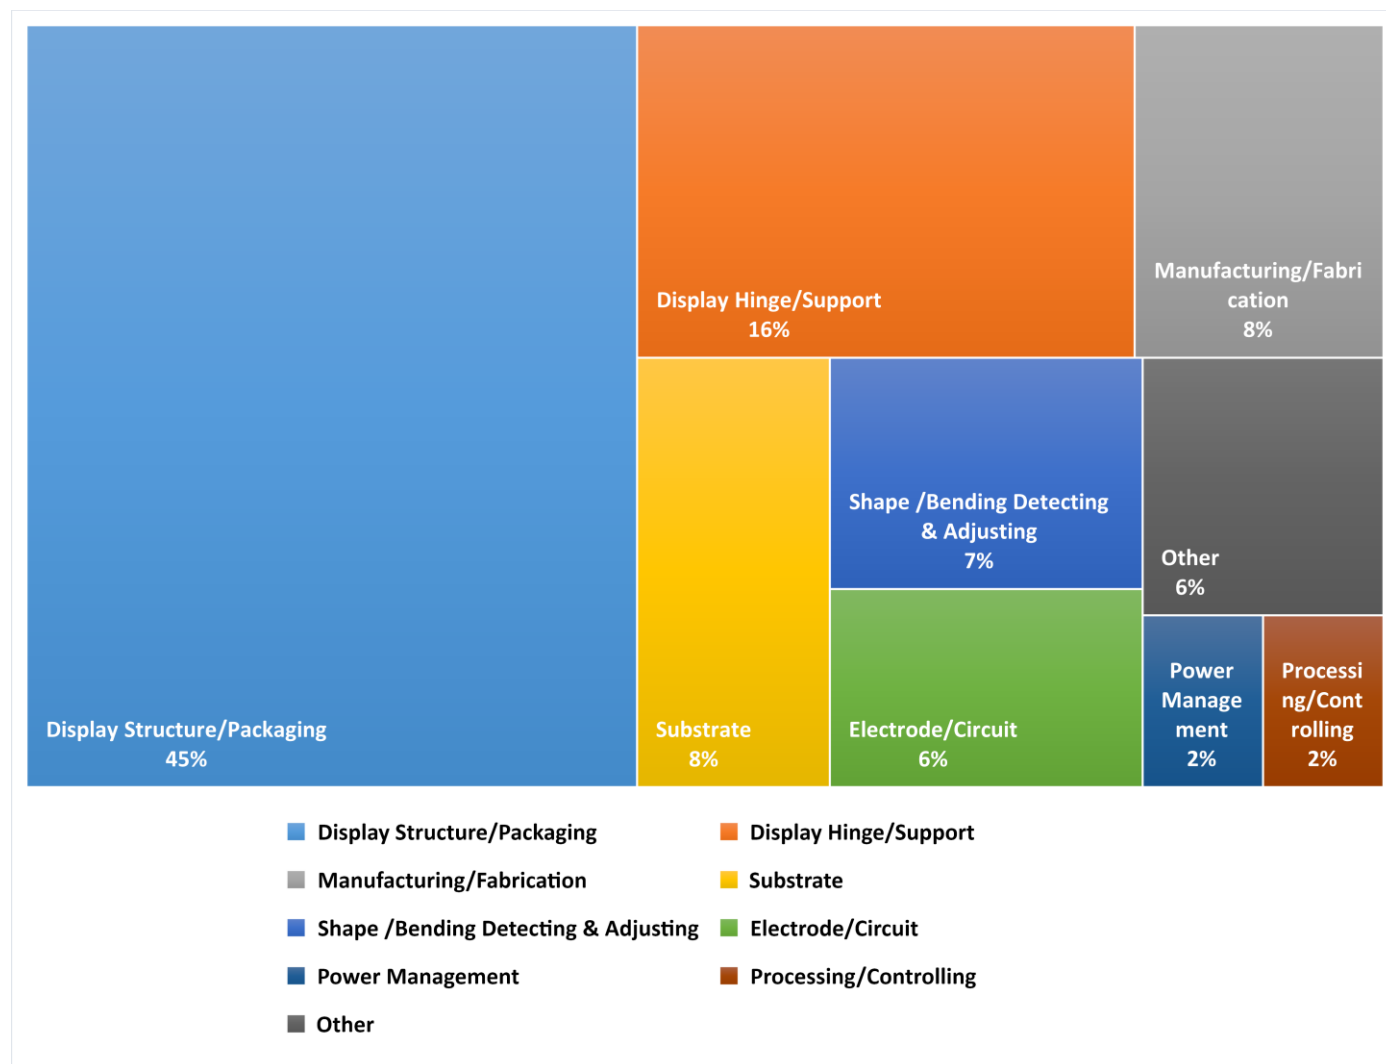 Display Structure/Packaging
45%
Display Hinge/Support
16%
Manufacturing/Fabri
cation
8%
Substrate
8%
Shape /Bending Detecting
& Adjusting
7%
Electrode/Circuit
6%
Other
6%
Power
Manage
ment
2%
Processi
ng/Cont
rolling
2%
Display Structure/Packaging
Display Hinge/Support
Manufacturing/Fabrication
Substrate
Shape /Bending Detecting & Adjusting
Electrode/Circuit
Power Management
Processing/Controlling
Other